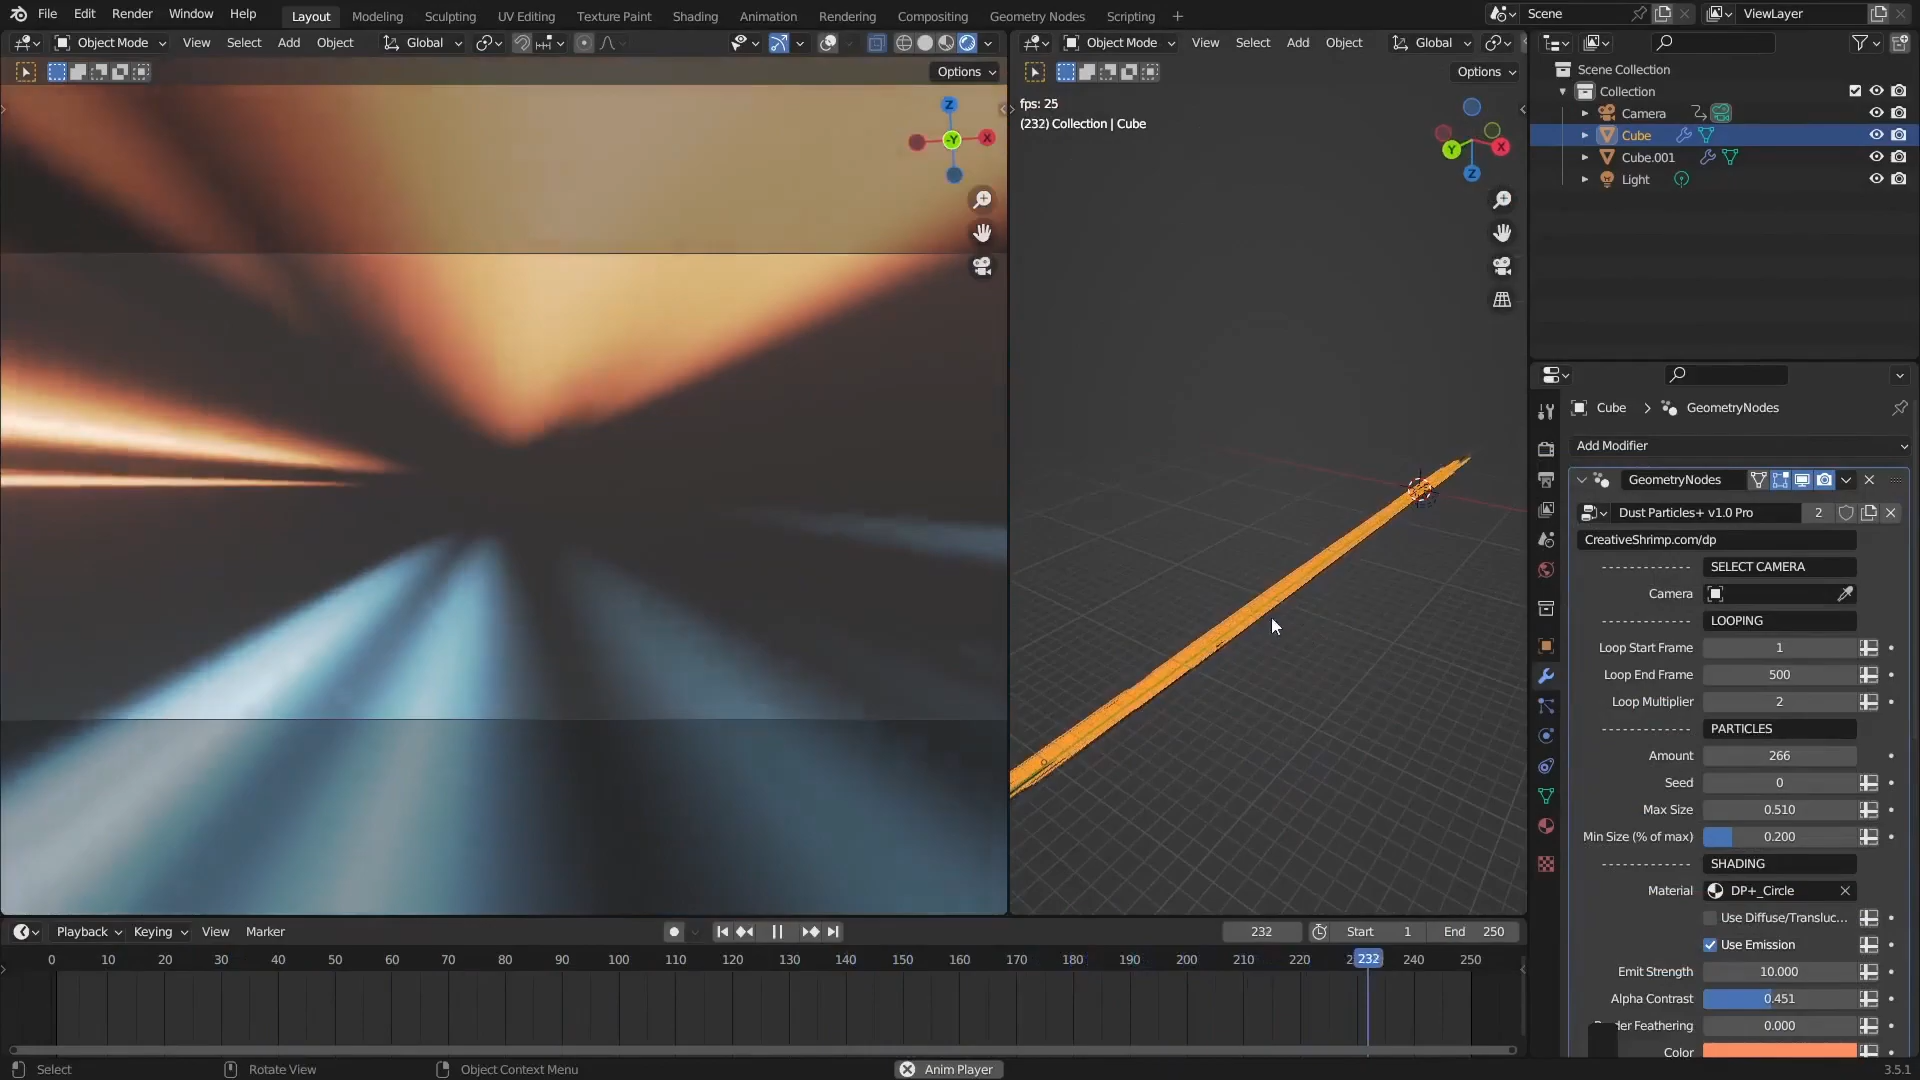 File Edit Render Window Help Layout Modeling Sculpting UV Editing Texture Paint Shading Animation Rendering Compositing Geometry Nodes Scripting + Scene ViewLayer
Object Mode View Select Add Object Global
Options
Z
-Y X
Object Mode View Select Add Object Global
Options
fps: 25
(232) Collection | Cube
Y X
Z
Scene Collection
Collection
Camera
Cube
Cube.001
Light
Cube > GeometryNodes
Add Modifier
GeometryNodes
Dust Particles+ v1.0 Pro 2
CreativeShrimp.com/dp
------------ SELECT CAMERA
Camera
------------ LOOPING
Loop Start Frame 1
Loop End Frame 500
Loop Multiplier 2
------------ PARTICLES
Amount 266
Seed 0
Max Size 0.510
Min Size (% of max) 0.200
------------ SHADING
Material DP+_Circle
Use Diffuse/Transluc...
Use Emission
Emit Strength 10.000
Alpha Contrast 0.451
Feathering 0.000
Color
Playback Keying View Marker 232 Start 1 End 250
0 10 20 30 40 50 60 70 80 90 100 110 120 130 140 150 160 170 180 190 200 210 220 232 240 250
Select Rotate View Object Context Menu Anim Player 3.5.1